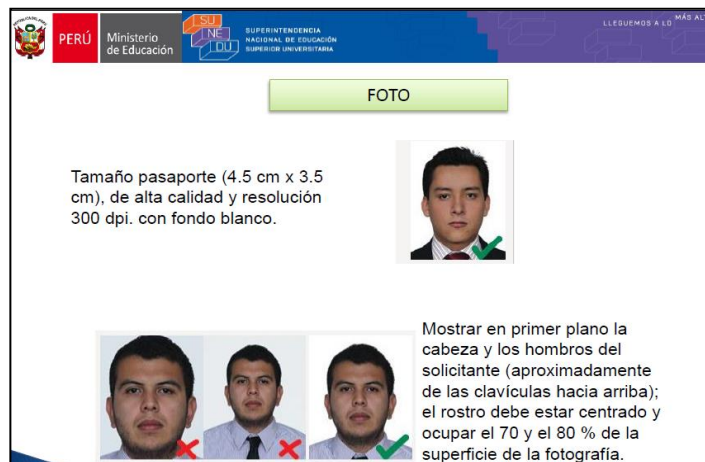 PERÚ
Ministerio
de Educación
SU
NE
DU
SUPERINTENDENCIA
NACIONAL DE EDUCACIÓN
SUPERIOR UNIVERSITARIA
LLEGUEMOS A LO MÁS AL
FOTO
Tamaño pasaporte (4.5 cm x 3.5
cm), de alta calidad y resolución
300 dpi. con fondo blanco.
Mostrar en primer plano la
cabeza y los hombros del
solicitante (aproximadamente
de las clavículas hacia arriba);
el rostro debe estar centrado y
ocupar el 70 y el 80 % de la
superficie de la fotografía.